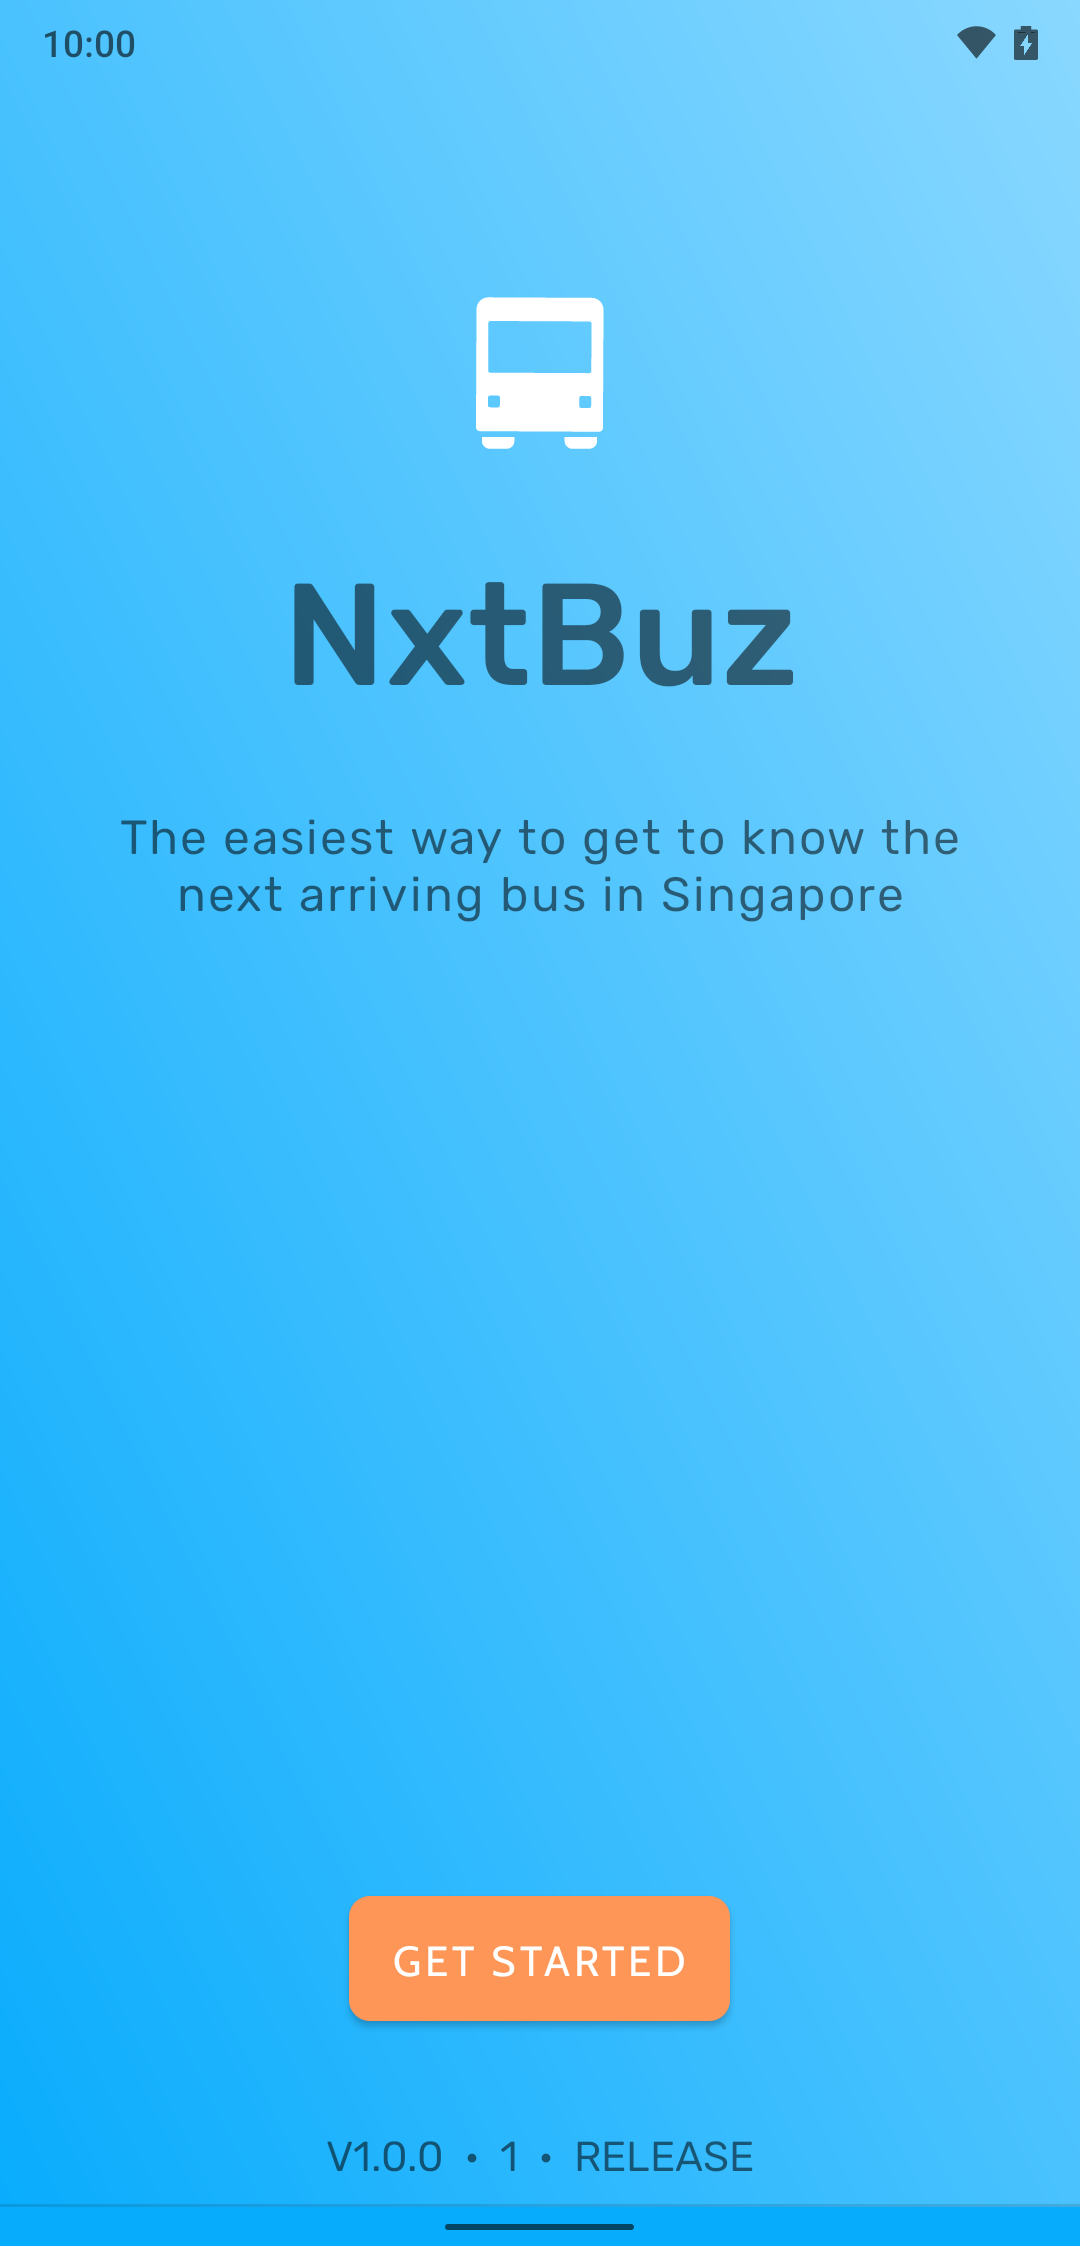 10:00
NxtBuz
The easiest way to get to know the
next arriving bus in Singapore
GET STARTED
V1.0.0 • 1 • RELEASE